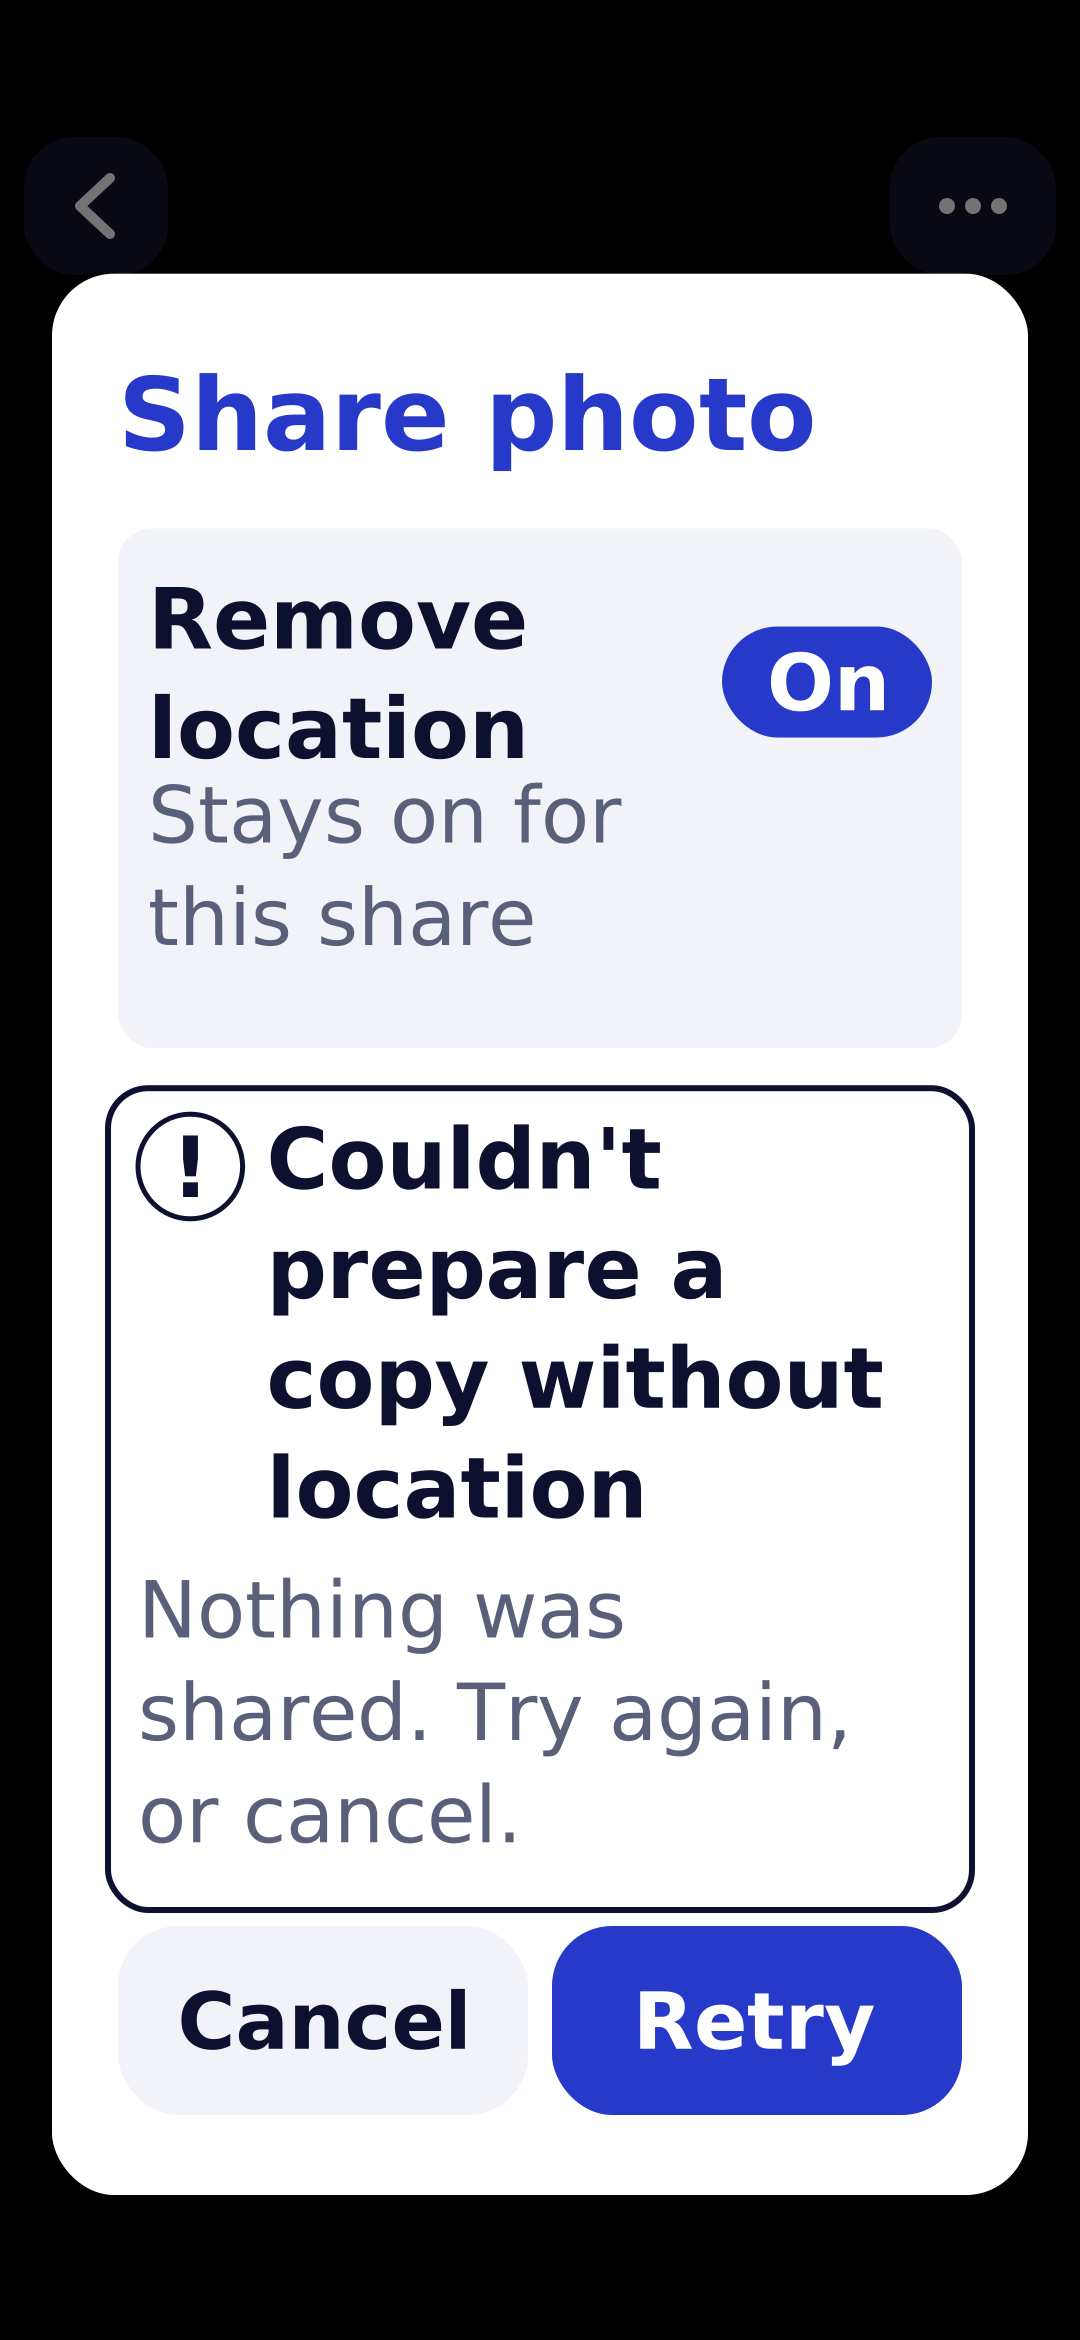 Share photo
Remove
location
On
Stays on for
this share
!
Couldn't
prepare a
copy without
location
Nothing was
shared. Try again,
or cancel.
Cancel
Retry